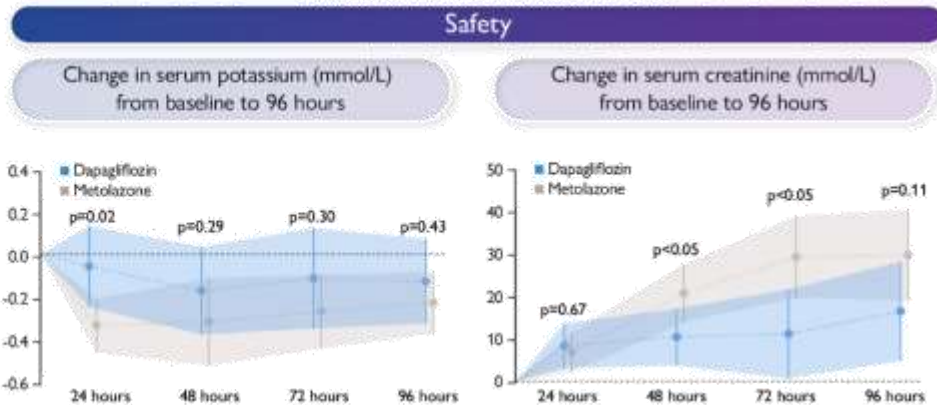 Safety
Change in serum potassium (mmol/L)
from baseline to 96 hours
Change in serum creatinine (mmol/L)
from baseline to 96 hours
0.4
0.2
0.0
-0.2
-0.4
-0.6
Dapagliflozin
Metolazone
p=0.02
p=0.29
p=0.30
p=0.43
24 hours
48 hours
72 hours
96 hours
50
40
30
20
10
0
Dapagliflozin
Metolazone
p=0.67
p<0.05
p<0.05
p=0.11
24 hours
48 hours
72 hours
96 hours